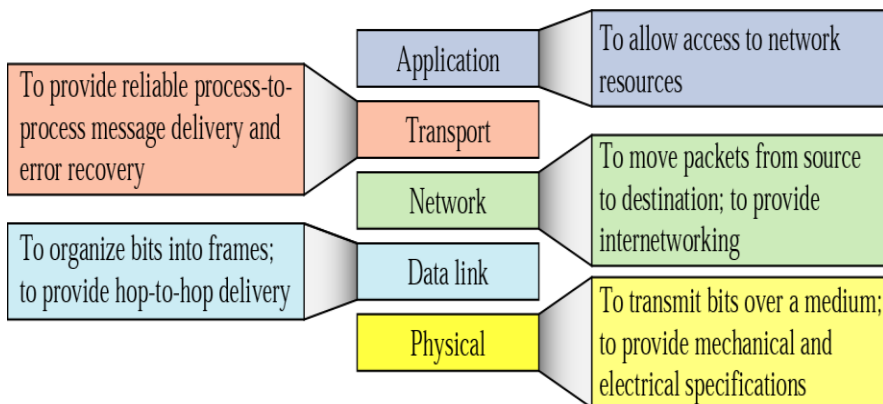 Application
To allow access to network
resources
To provide reliable process-to-
process message delivery and
error recovery
Transport
Network
To move packets from source
to destination; to provide
internetworking
To organize bits into frames;
to provide hop-to-hop delivery
Data link
Physical
To transmit bits over a medium;
to provide mechanical and
electrical specifications